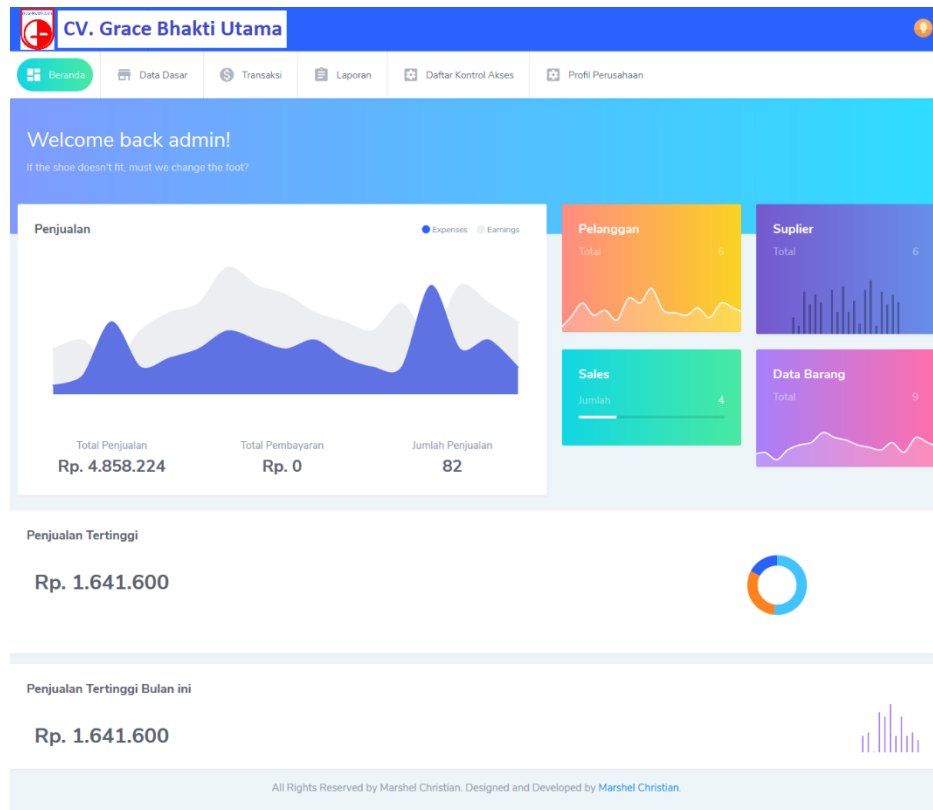 CV. Grace Bhakti Utama
Beranda
Data Dasar
Transaksi
Laporan
Daftar Kontrol Akses
Profil Perusahaan
Welcome back admin!
If the shoe doesn't fit, must we change the foot?
Penjualan
Expenses
Earnings
Total Penjualan
Rp. 4.858.224
Total Pembayaran
Rp. 0
Jumlah Penjualan
82
Pelanggan
Total 6
Suplier
Total 6
Sales
Jumlah 4
Data Barang
Total 9
Penjualan Tertinggi
Rp. 1.641.600
Penjualan Tertinggi Bulan ini
Rp. 1.641.600
All Rights Reserved by Marshel Christian. Designed and Developed by Marshel Christian.